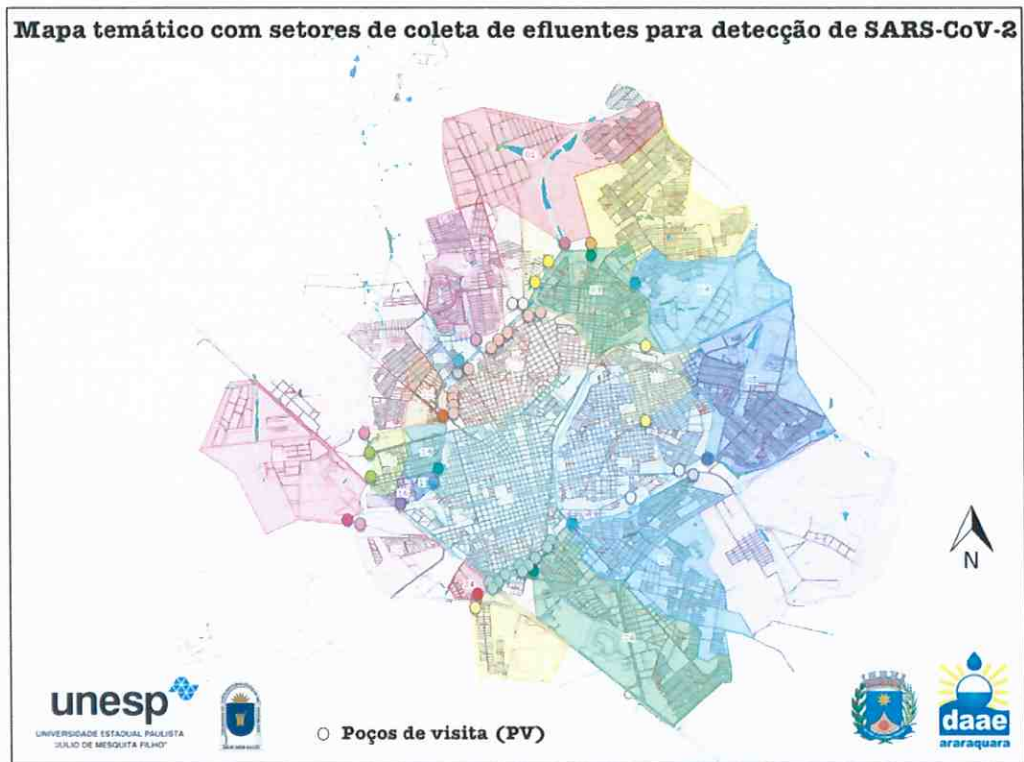 Mapa temático com setores de coleta de efluentes para detecção de SARS-CoV-2
N
unesp
UNIVERSIDADE ESTADUAL PAULISTA
"JÚLIO DE MESQUITA FILHO"
Poços de visita (PV)
daae
araraquara